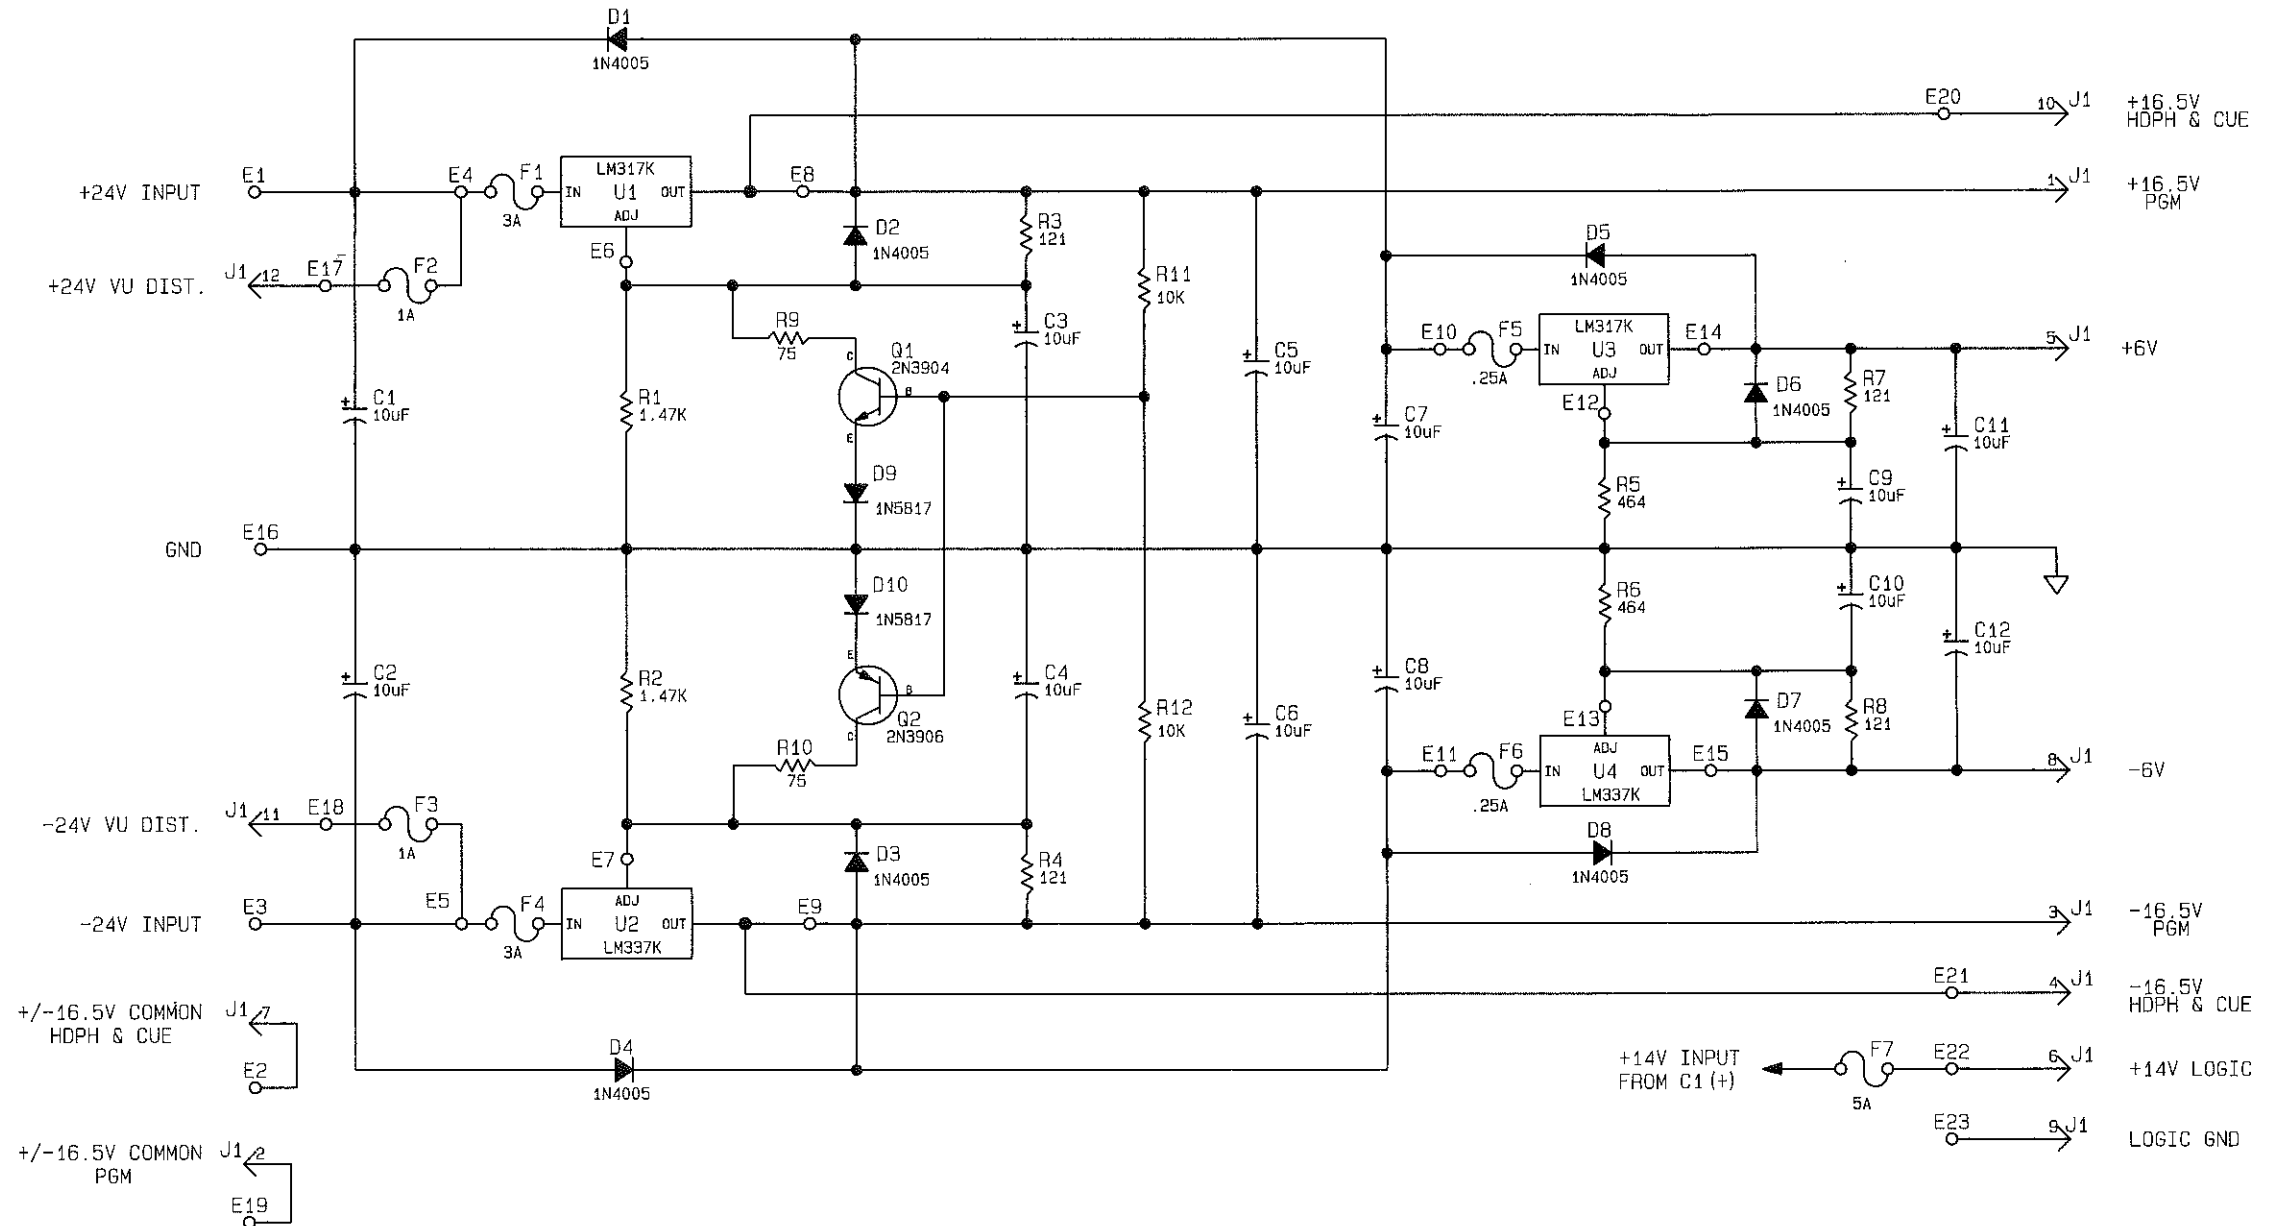 D1
1N4005
E20
10 J1 +16.5V
HDPH & CUE
+24V INPUT E1
E4 F1
3A
LM317K
IN U1 OUT
ADJ
E8
1 J1 +16.5V
PGM
E6
D2
1N4005
R3
121
+24V VU DIST. J1 12 E17 F2
1A
R11
10K
D5
1N4005
R9
75
C3
+ 10uF
C
Q1
2N3904
B
E
C5
+ 10uF
E10 F5
.25A
LM317K
IN U3 OUT
ADJ
E14
5 J1 +6V
E12
D6
1N4005
R7
121
C1
+ 10uF
R1
1.47K
C7
+ 10uF
C11
+ 10uF
D9
1N5817
R5
464
C9
+ 10uF
GND E16
D10
1N5817
R6
464
C10
+ 10uF
C2
+ 10uF
R2
1.47K
E
B
Q2
2N3906
C
C4
+ 10uF
R12
10K
C6
+ 10uF
C8
+ 10uF
C12
+ 10uF
D7
1N4005
R8
121
E13
R10
75
E11 F6
.25A
ADJ
IN U4 OUT
LM337K
E15
8 J1 -6V
-24V VU DIST. J1 11 E18 F3
1A
E7
D3
1N4005
R4
121
D8
1N4005
-24V INPUT E3
E5 F4
3A
ADJ
IN U2 OUT
LM337K
E9
3 J1 -16.5V
PGM
E21
4 J1 -16.5V
HDPH & CUE
+/-16.5V COMMON J1 7
HDPH & CUE
E2
D4
1N4005
+14V INPUT
FROM C1(+)
F7
5A
E22
6 J1 +14V LOGIC
E23
9 J1 LOGIC GND
+/-16.5V COMMON J1 2
PGM
E19